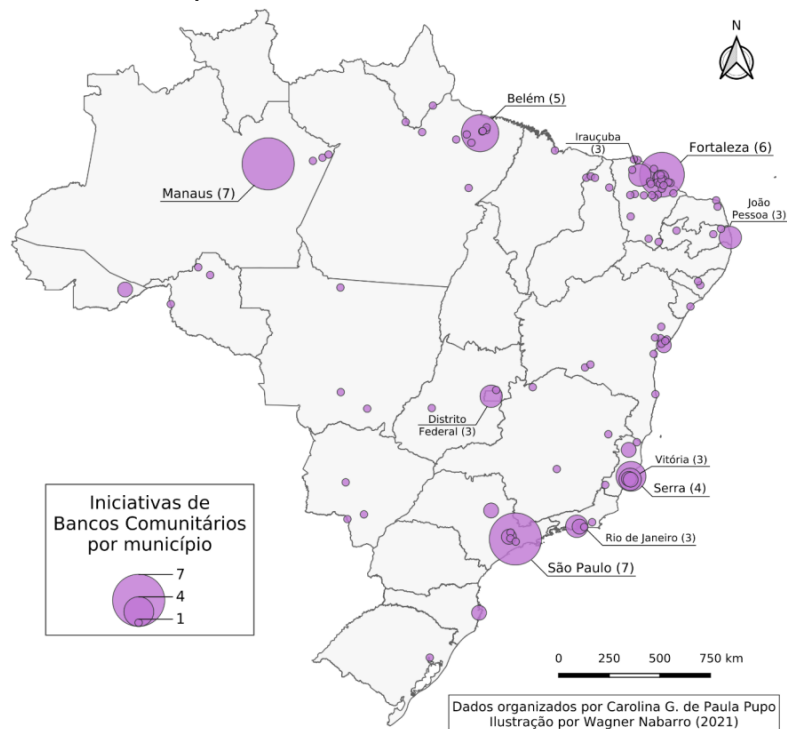 N
Belém (5)
Irauçuba
(3)
Fortaleza (6)
Manaus (7)
João
Pessoa (3)
Distrito
Federal (3)
Vitória (3)
Serra (4)
Rio de Janeiro (3)
São Paulo (7)
Iniciativas de
Bancos Comunitários
por município
7
4
1
0 250 500 750 km
Dados organizados por Carolina G. de Paula Pupo
Ilustração por Wagner Nabarro (2021)